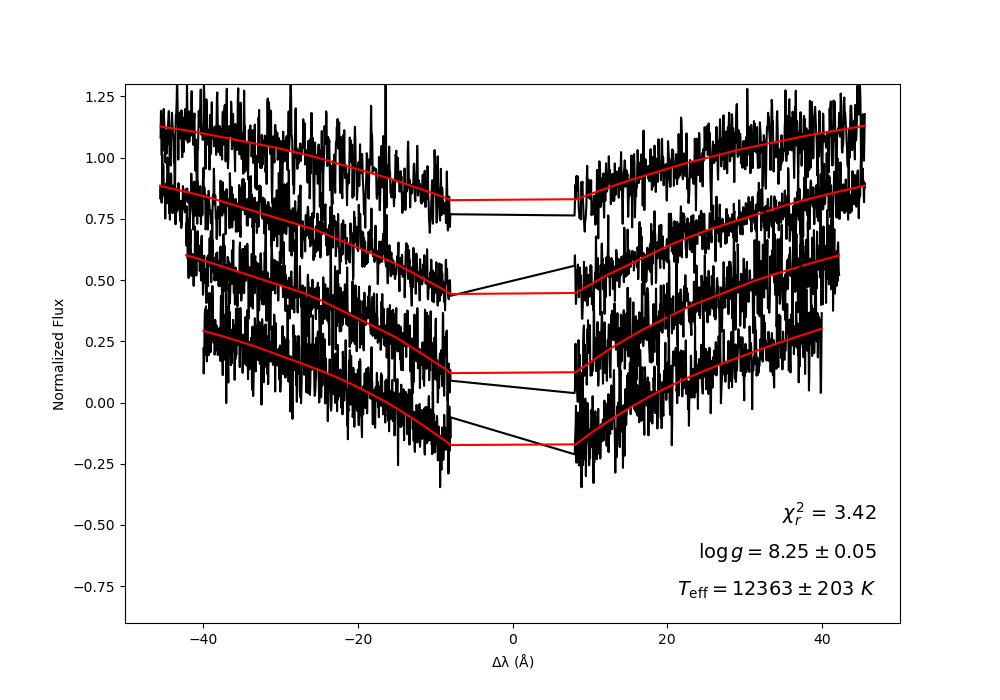 1.25
1.00
0.75
0.50
0.25
0.00
−0.25
−0.50
−0.75
Normalized Flux
χ²ᵣ = 3.42
log g = 8.25 ± 0.05
T_eff = 12363 ± 203 K
−40 −20 0 20 40
Δλ (Å)